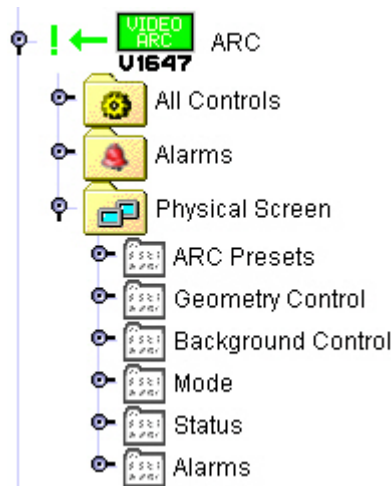 VIDEO
ARC
V1647
ARC
All Controls
Alarms
Physical Screen
ARC Presets
Geometry Control
Background Control
Mode
Status
Alarms